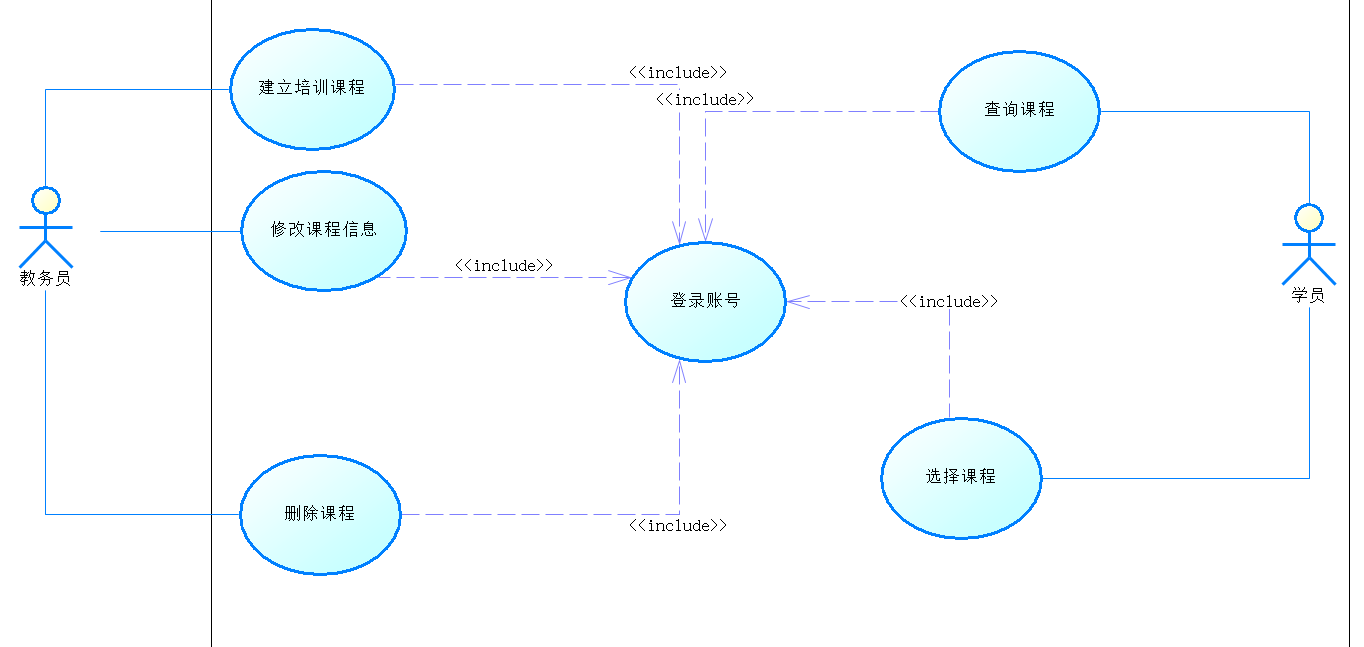 建立培训课程
<<include>>
<<include>>
查询课程
修改课程信息
<<include>>
教务员
登录账号
<<include>>
学员
选择课程
删除课程
<<include>>